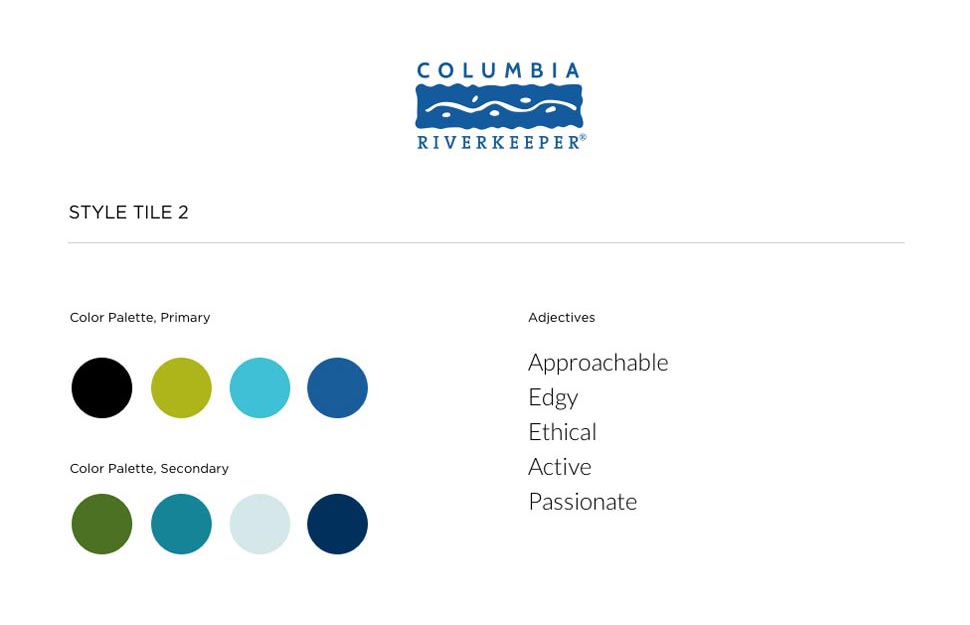 COLUMBIA
RIVERKEEPER®
STYLE TILE 2
Color Palette, Primary
Color Palette, Secondary
Adjectives
Approachable
Edgy
Ethical
Active
Passionate